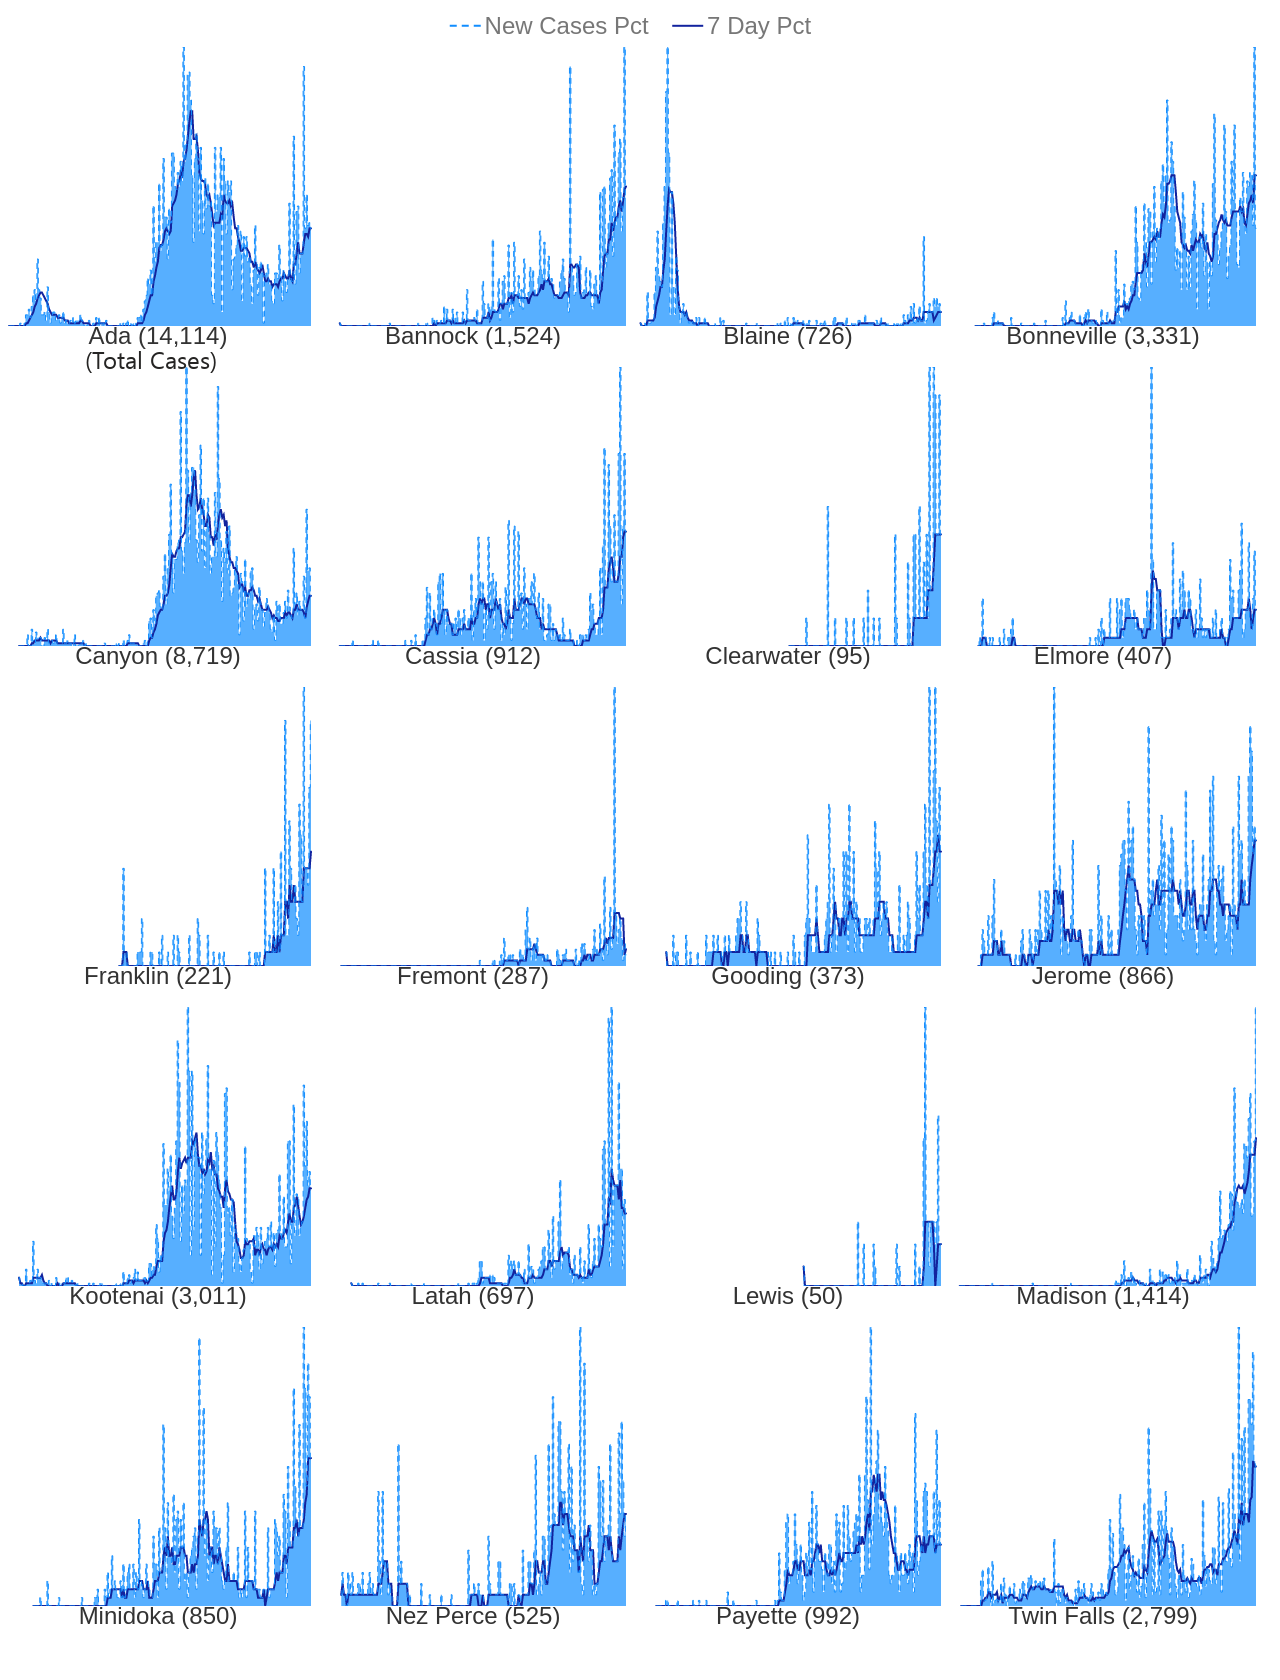 New Cases Pct 7 Day Pct
Ada (14,114) Bannock (1,524) Blaine (726) Bonneville (3,331)
(Total Cases)
Canyon (8,719) Cassia (912) Clearwater (95) Elmore (407)
Franklin (221) Fremont (287) Gooding (373) Jerome (866)
Kootenai (3,011) Latah (697) Lewis (50) Madison (1,414)
Minidoka (850) Nez Perce (525) Payette (992) Twin Falls (2,799)